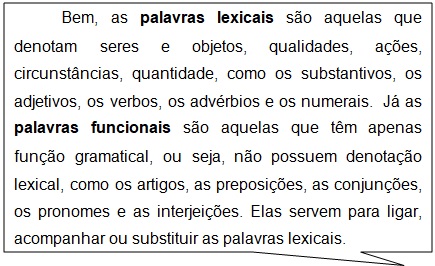 Bem, as palavras lexicais são aquelas que
denotam seres e objetos, qualidades, ações,
circunstâncias, quantidade, como os substantivos, os
adjetivos, os verbos, os advérbios e os numerais. Já as
palavras funcionais são aquelas que têm apenas
função gramatical, ou seja, não possuem denotação
lexical, como os artigos, as preposições, as conjunções,
os pronomes e as interjeições. Elas servem para ligar,
acompanhar ou substituir as palavras lexicais.